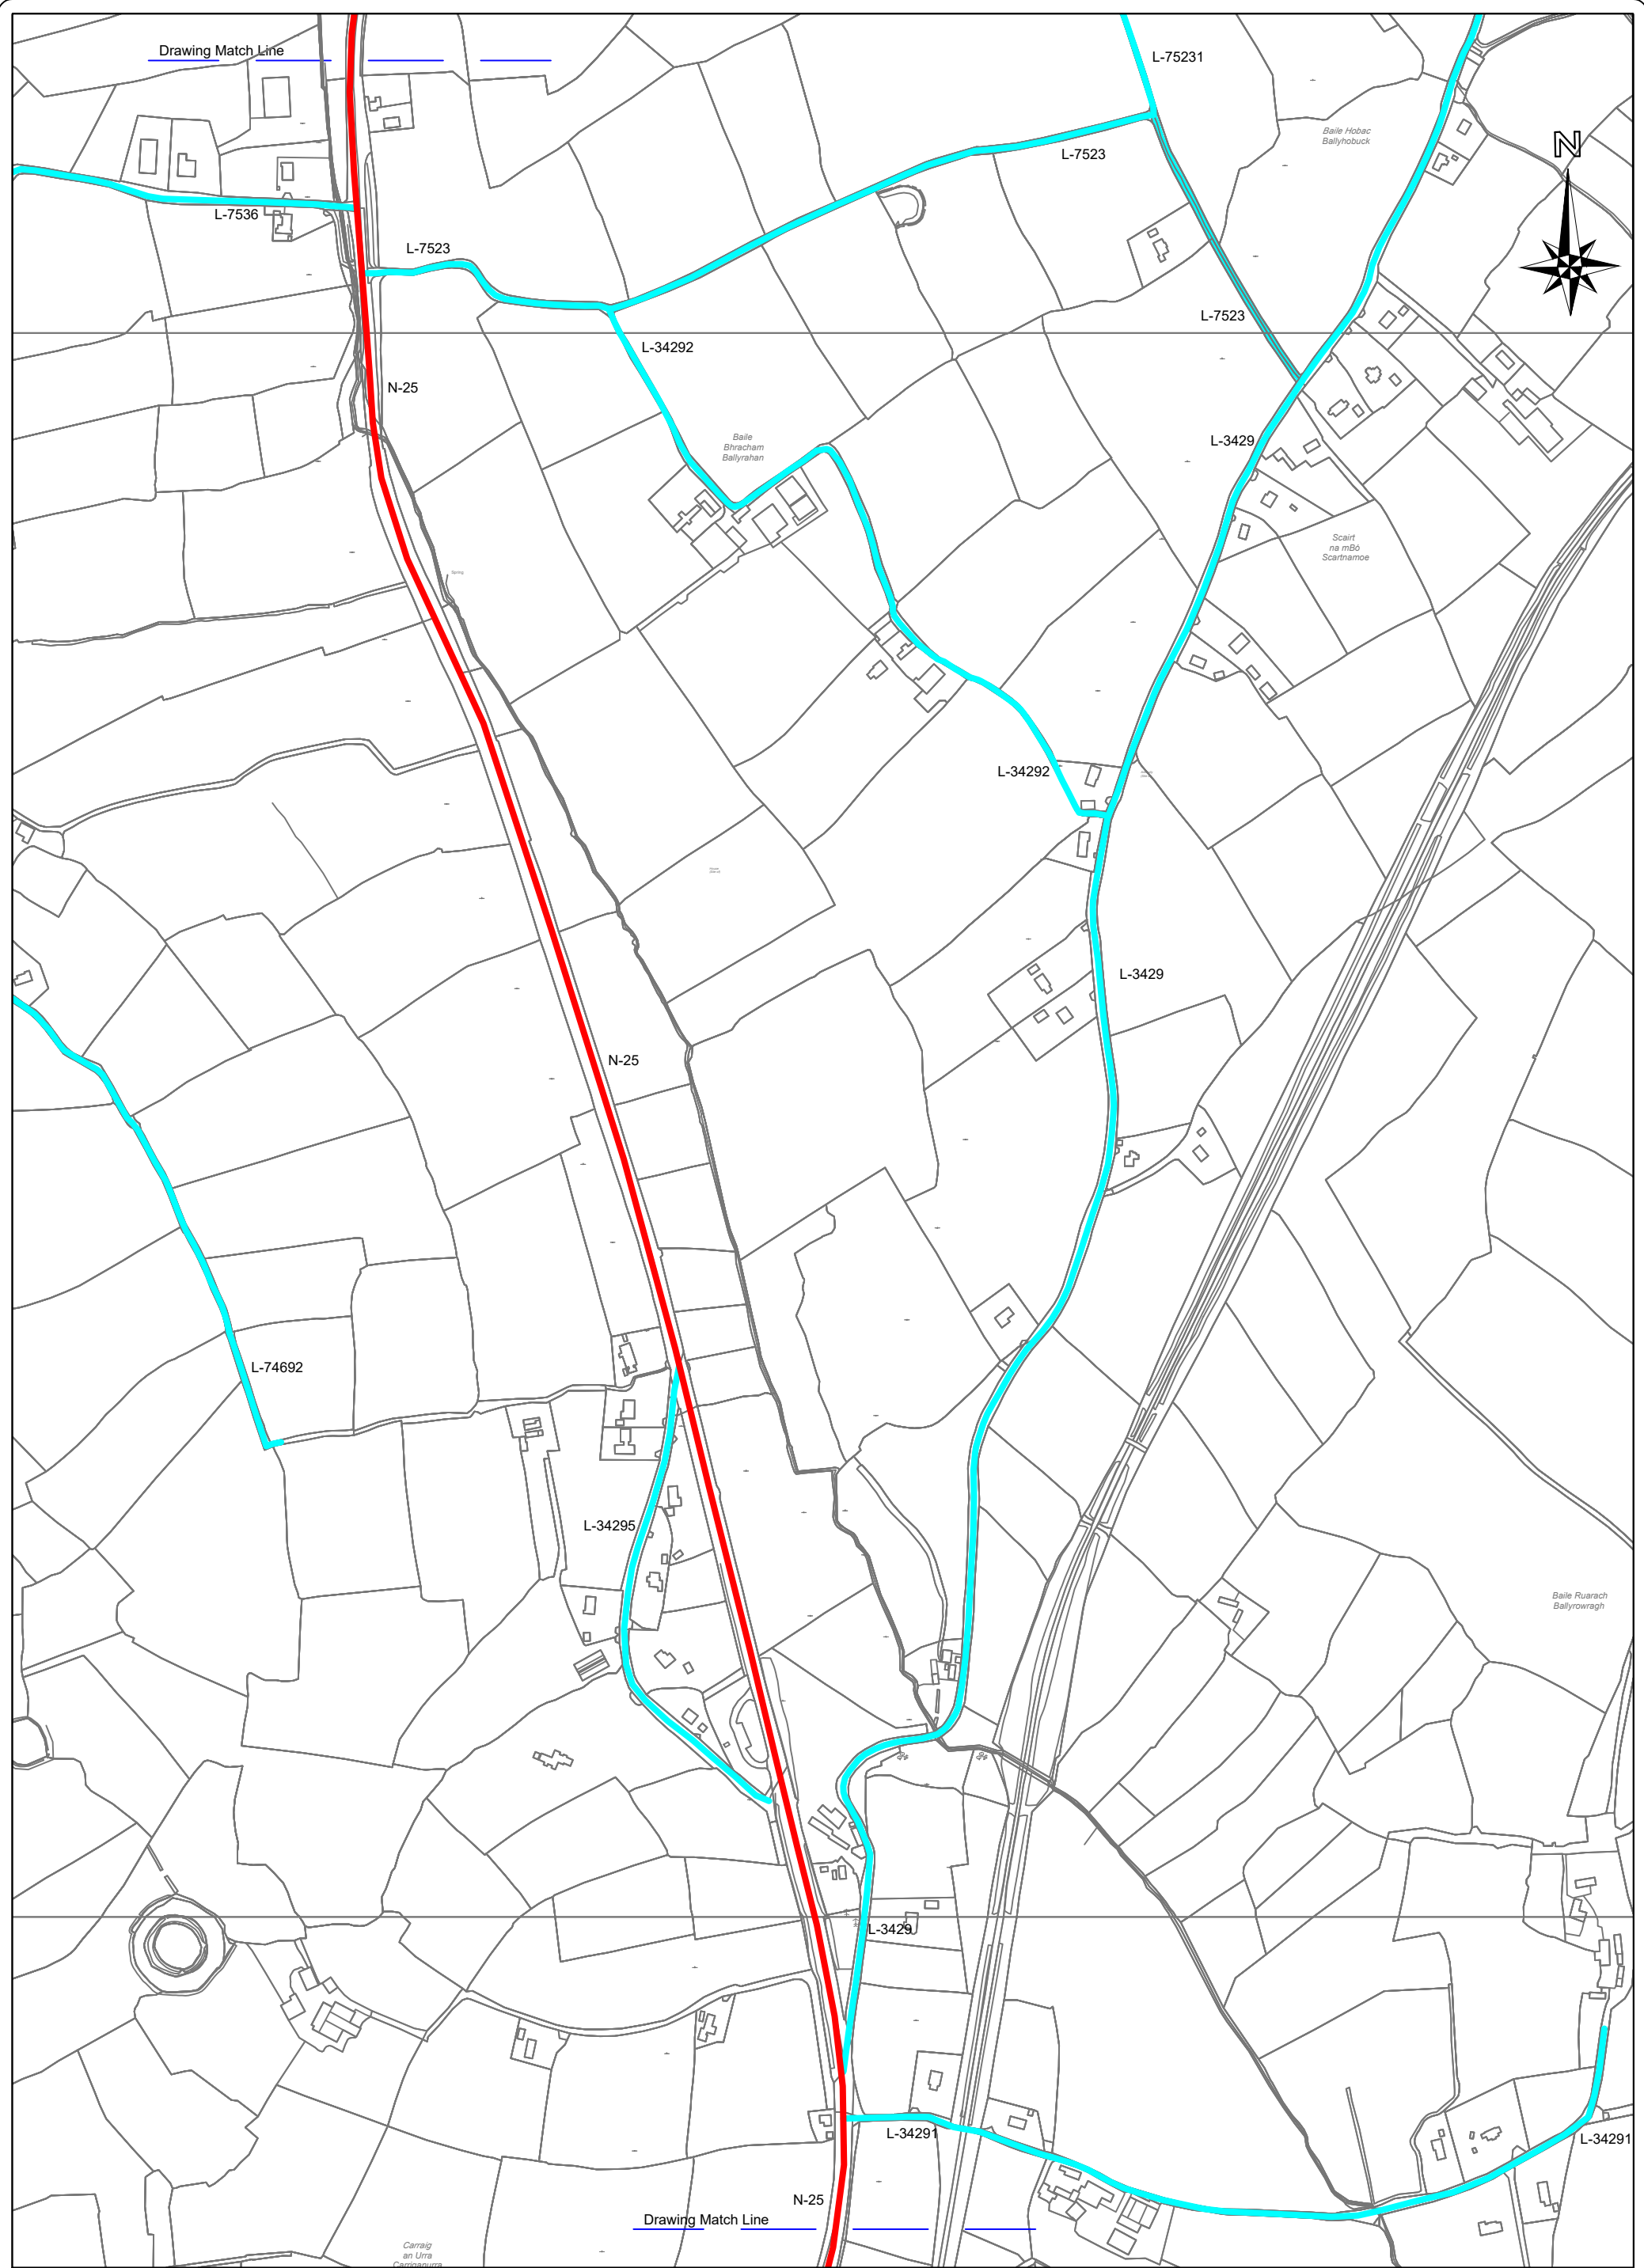 Drawing Match Line
L-75231
Baile Hobac
Ballyhobuck
N
L-7523
L-7536
L-7523
L-7523
L-34292
N-25
Baile
Bhracham
Ballyrahan
L-3429
Scairt
na mBó
Scartnamoe
Spring
L-34292
L-3429
N-25
L-74692
L-34295
Baile Ruarach
Ballyrowragh
L-3429
L-34291
L-34291
N-25
Drawing Match Line
Carraig
an Urra
Carriganurra